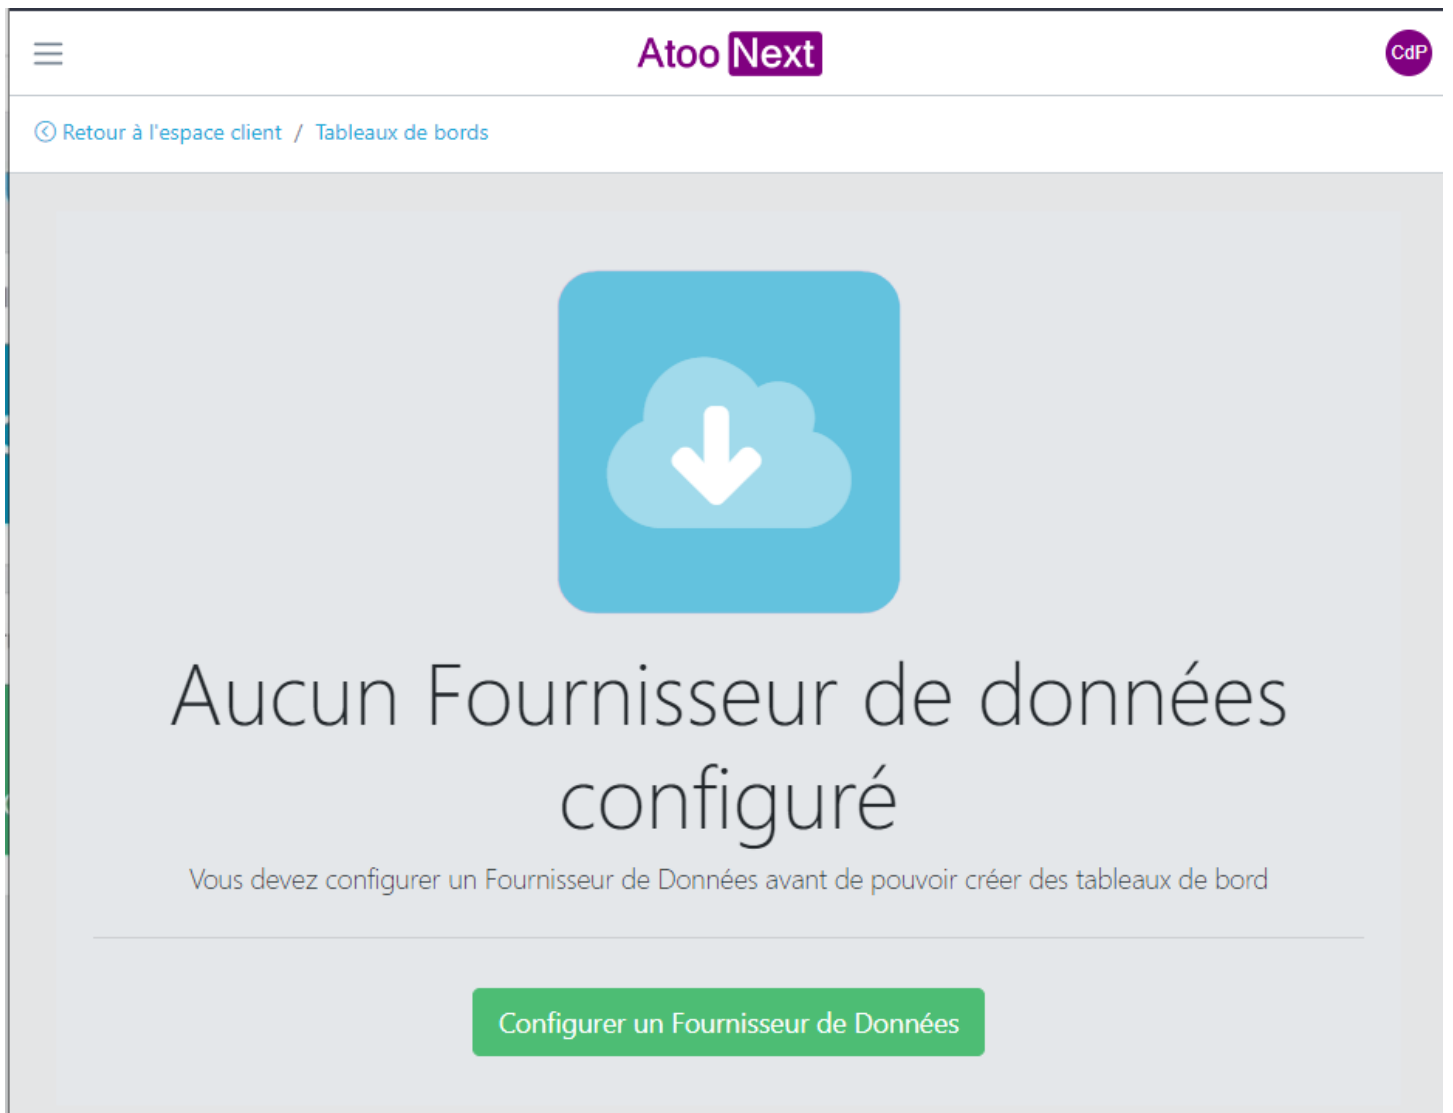 Atoo Next
CdP
Retour à l'espace client / Tableaux de bords
Aucun Fournisseur de données
configuré
Vous devez configurer un Fournisseur de Données avant de pouvoir créer des tableaux de bord
Configurer un Fournisseur de Données